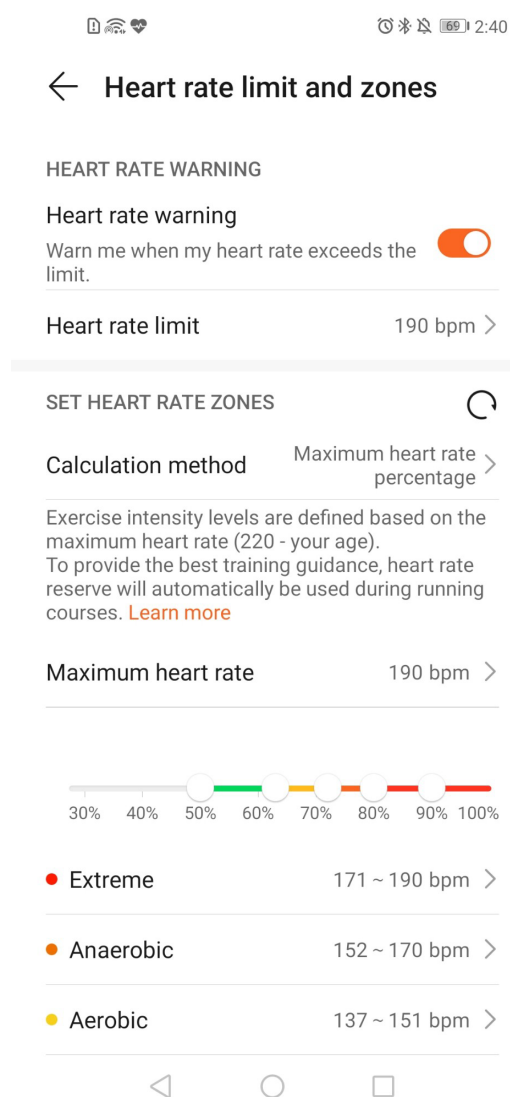 69 2:40
Heart rate limit and zones
HEART RATE WARNING
Heart rate warning
Warn me when my heart rate exceeds the
limit.
Heart rate limit 190 bpm
SET HEART RATE ZONES
Calculation method Maximum heart rate
percentage
Exercise intensity levels are defined based on the
maximum heart rate (220 - your age).
To provide the best training guidance, heart rate
reserve will automatically be used during running
courses. Learn more
Maximum heart rate 190 bpm
30% 40% 50% 60% 70% 80% 90% 100%
Extreme 171 ~ 190 bpm
Anaerobic 152 ~ 170 bpm
Aerobic 137 ~ 151 bpm